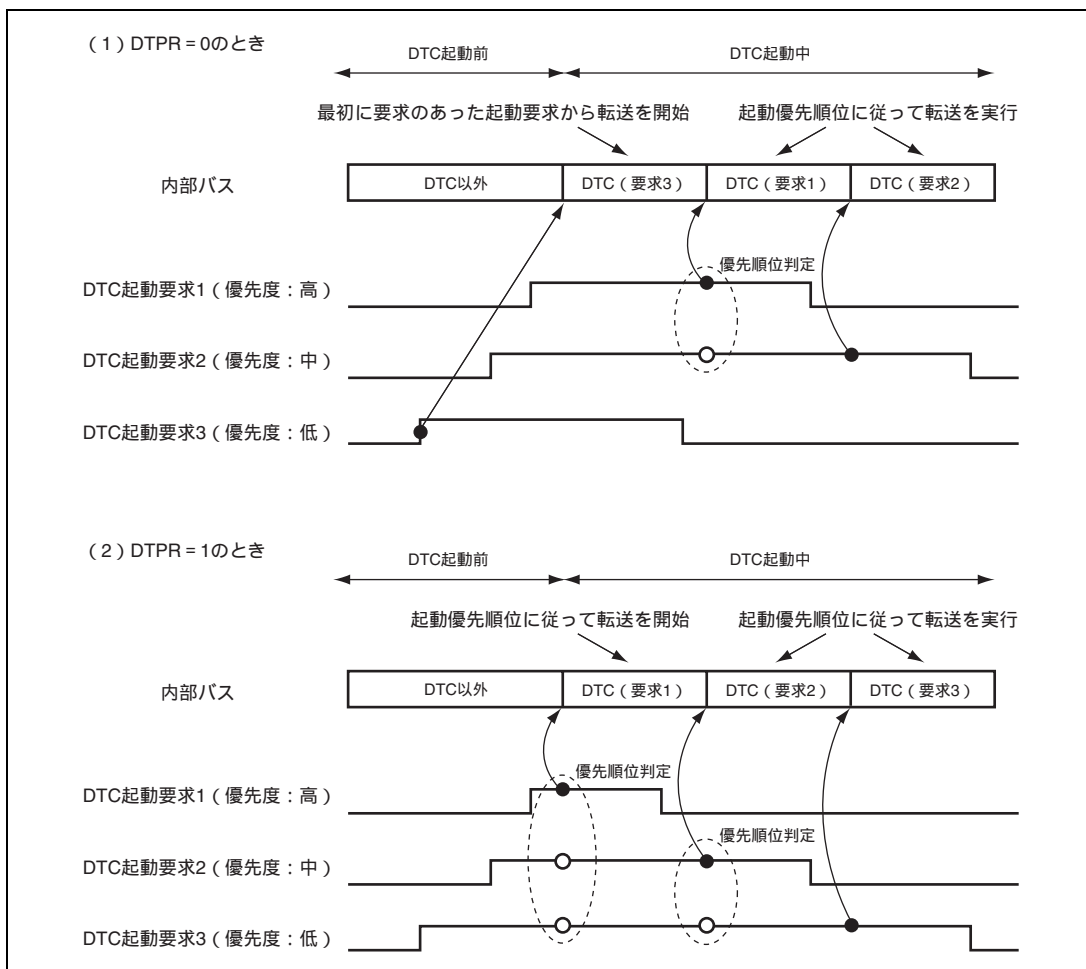 (1)DTPR = 0のとき
DTC起動前
DTC起動中
最初に要求のあった起動要求から転送を開始
起動優先順位に従って転送を実行
内部バス
DTC以外
DTC(要求3)
DTC(要求1)
DTC(要求2)
優先順位判定
DTC起動要求1(優先度:高)
DTC起動要求2(優先度:中)
DTC起動要求3(優先度:低)
(2)DTPR = 1のとき
DTC起動前
DTC起動中
起動優先順位に従って転送を開始
起動優先順位に従って転送を実行
内部バス
DTC以外
DTC(要求1)
DTC(要求2)
DTC(要求3)
優先順位判定
DTC起動要求1(優先度:高)
優先順位判定
DTC起動要求2(優先度:中)
DTC起動要求3(優先度:低)